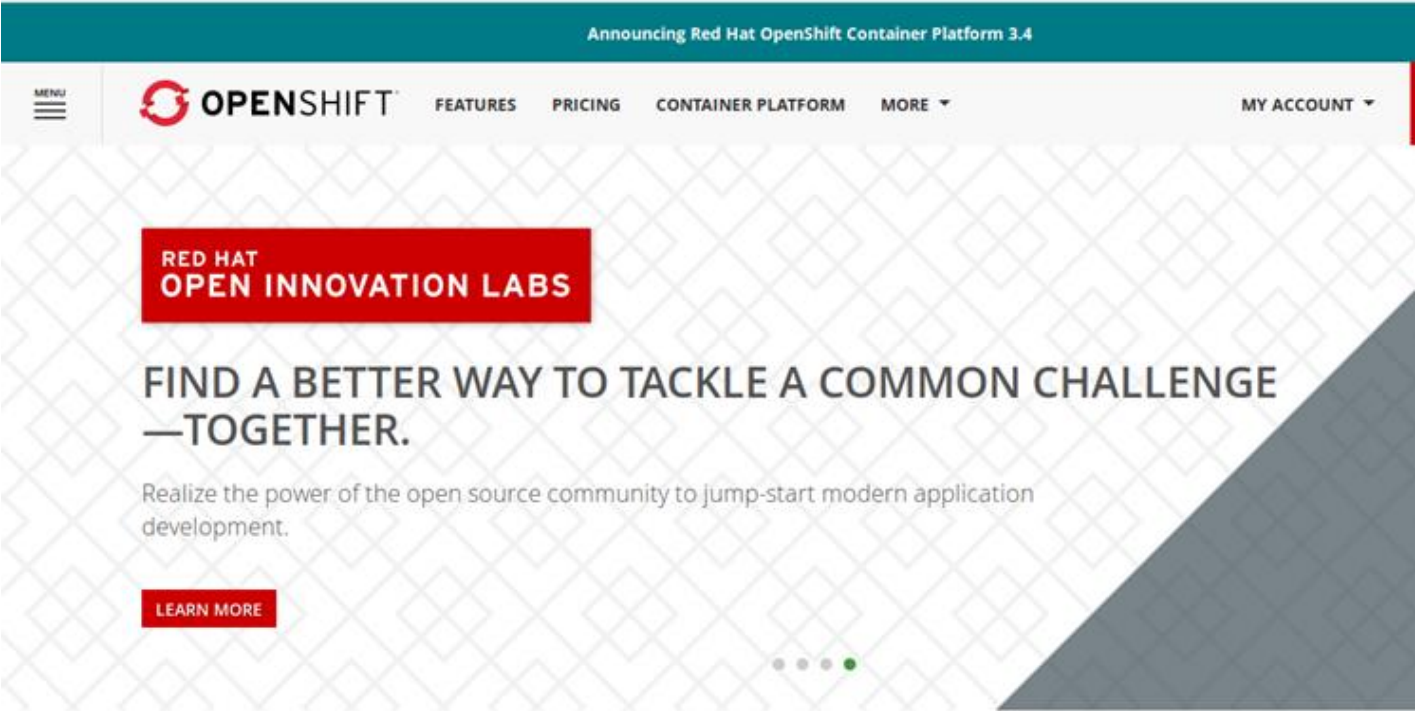 Announcing Red Hat OpenShift Container Platform 3.4
MENU
OPENSHIFT
FEATURES
PRICING
CONTAINER PLATFORM
MORE
MY ACCOUNT
RED HAT
OPEN INNOVATION LABS
FIND A BETTER WAY TO TACKLE A COMMON CHALLENGE
—TOGETHER.
Realize the power of the open source community to jump-start modern application
development.
LEARN MORE